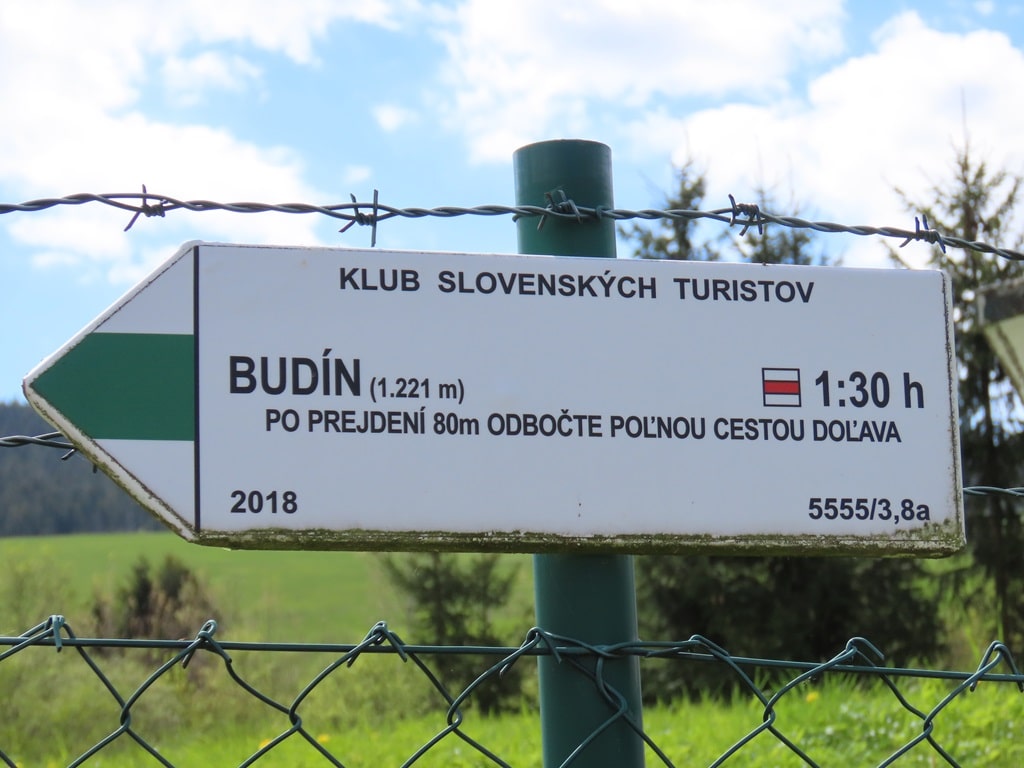 KLUB SLOVENSKÝCH TURISTOV
BUDÍN (1.221 m) 1:30 h
PO PREJDENÍ 80m ODBOČTE POĽNOU CESTOU DOĽAVA
2018 5555/3,8a